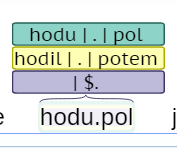 hodu | . | pol
hodil | . | potem
| $.
e hodu.pol j